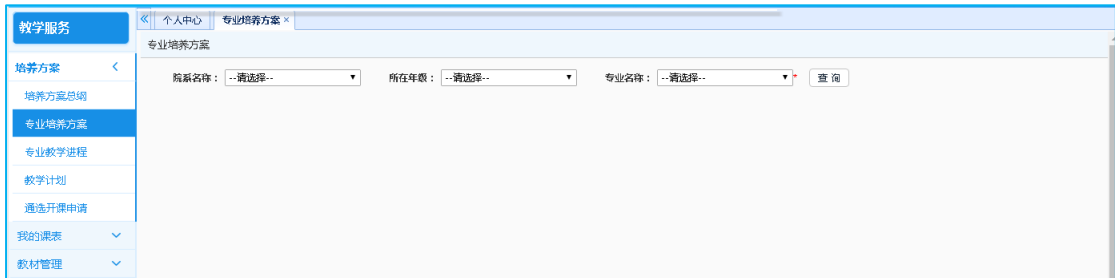 教学服务
« 个人中心 专业培养方案 ×
专业培养方案
培养方案
院系名称： --请选择-- 所在年级： --请选择-- 专业名称： --请选择-- * 查 询
培养方案总纲
专业培养方案
专业教学进程
教学计划
通选开课申请
我的课表
教材管理